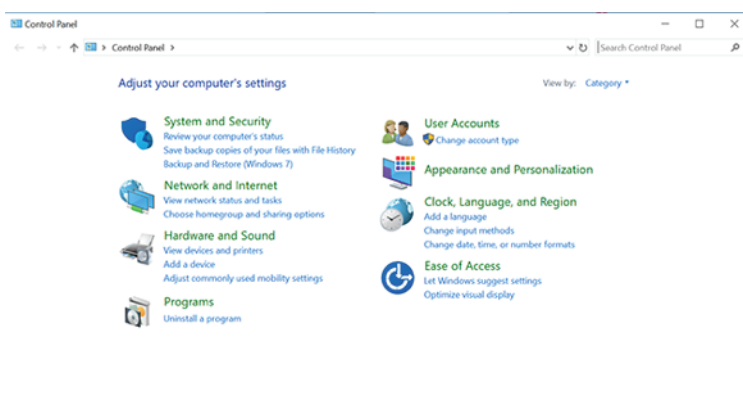 Control Panel
Control Panel
Search Control Panel
Adjust your computer's settings
View by: Category
System and Security
Review your computer's status
Save backup copies of your files with File History
Backup and Restore (Windows 7)
Network and Internet
View network status and tasks
Choose homegroup and sharing options
Hardware and Sound
View devices and printers
Add a device
Adjust commonly used mobility settings
Programs
Uninstall a program
User Accounts
Change account type
Appearance and Personalization
Clock, Language, and Region
Add a language
Change input methods
Change date, time, or number formats
Ease of Access
Let Windows suggest settings
Optimize visual display